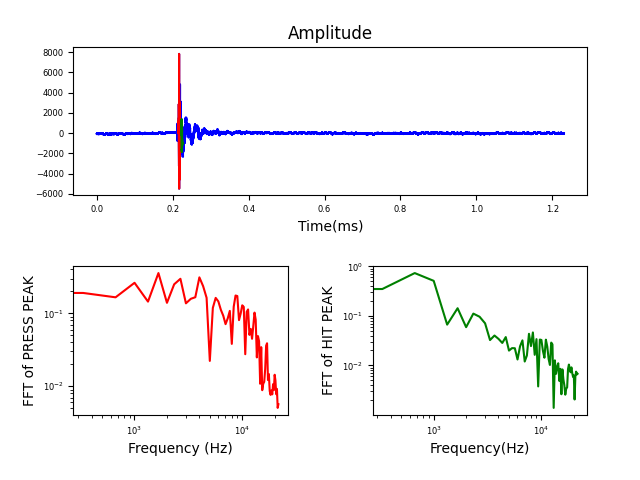 Amplitude
8000
6000
4000
2000
0
−2000
−4000
−6000
0.0 0.2 0.4 0.6 0.8 1.0 1.2
Time(ms)
FFT of PRESS PEAK
10⁻¹
10⁻²
10³ 10⁴
Frequency (Hz)
FFT of HIT PEAK
10⁰
10⁻¹
10⁻²
10³ 10⁴
Frequency(Hz)